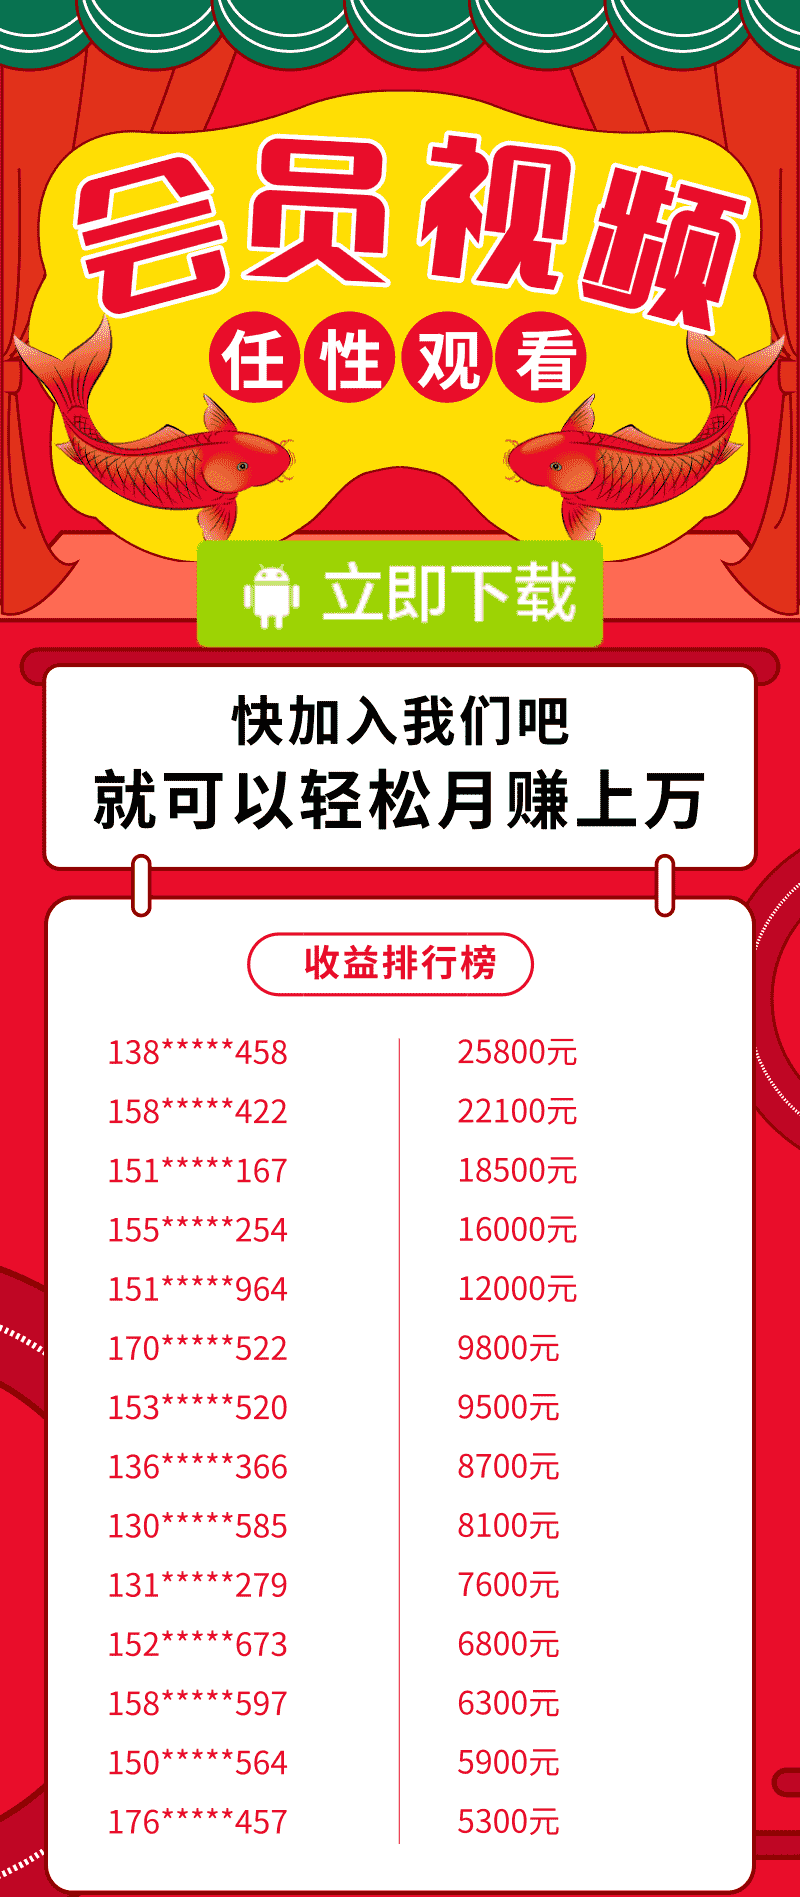 会员视频
任性观看
立即下载
快加入我们吧
就可以轻松月赚上万
收益排行榜
138*****458 25800元
158*****422 22100元
151*****167 18500元
155*****254 16000元
151*****964 12000元
170*****522 9800元
153*****520 9500元
136*****366 8700元
130*****585 8100元
131*****279 7600元
152*****673 6800元
158*****597 6300元
150*****564 5900元
176*****457 5300元